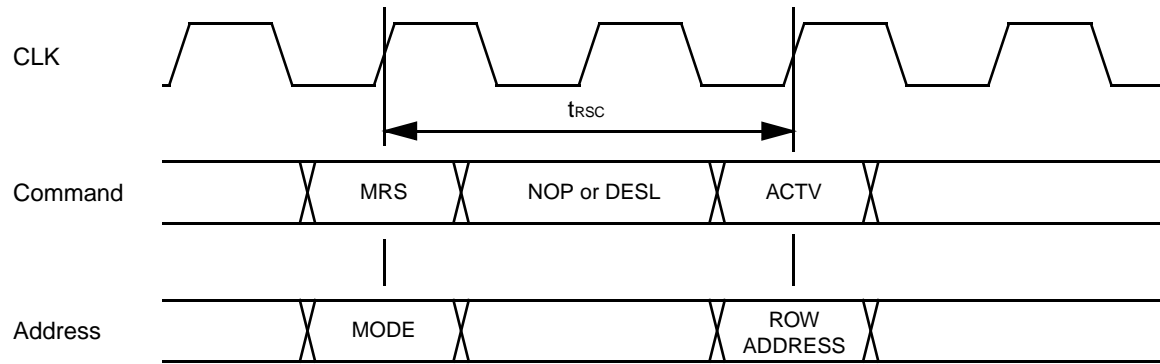 CLK
tRSC
Command
MRS
NOP or DESL
ACTV
Address
MODE
ROW
ADDRESS